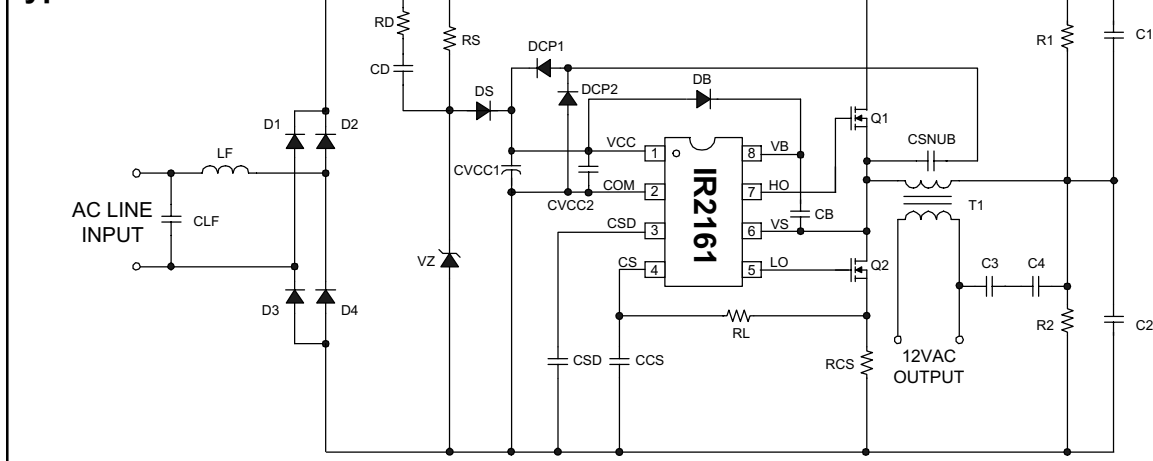 RD
RS
R1
C1
DCP1
CD
DS
DCP2
DB
D1
D2
Q1
LF
VCC
1
8
VB
CSNUB
CVCC1
COM
2
IR2161
7
HO
AC LINE
INPUT
CLF
CVCC2
CB
T1
CSD
3
6
VS
VZ
CS
4
5
LO
Q2
C3
C4
D3
D4
RL
R2
C2
CSD
CCS
RCS
12VAC
OUTPUT